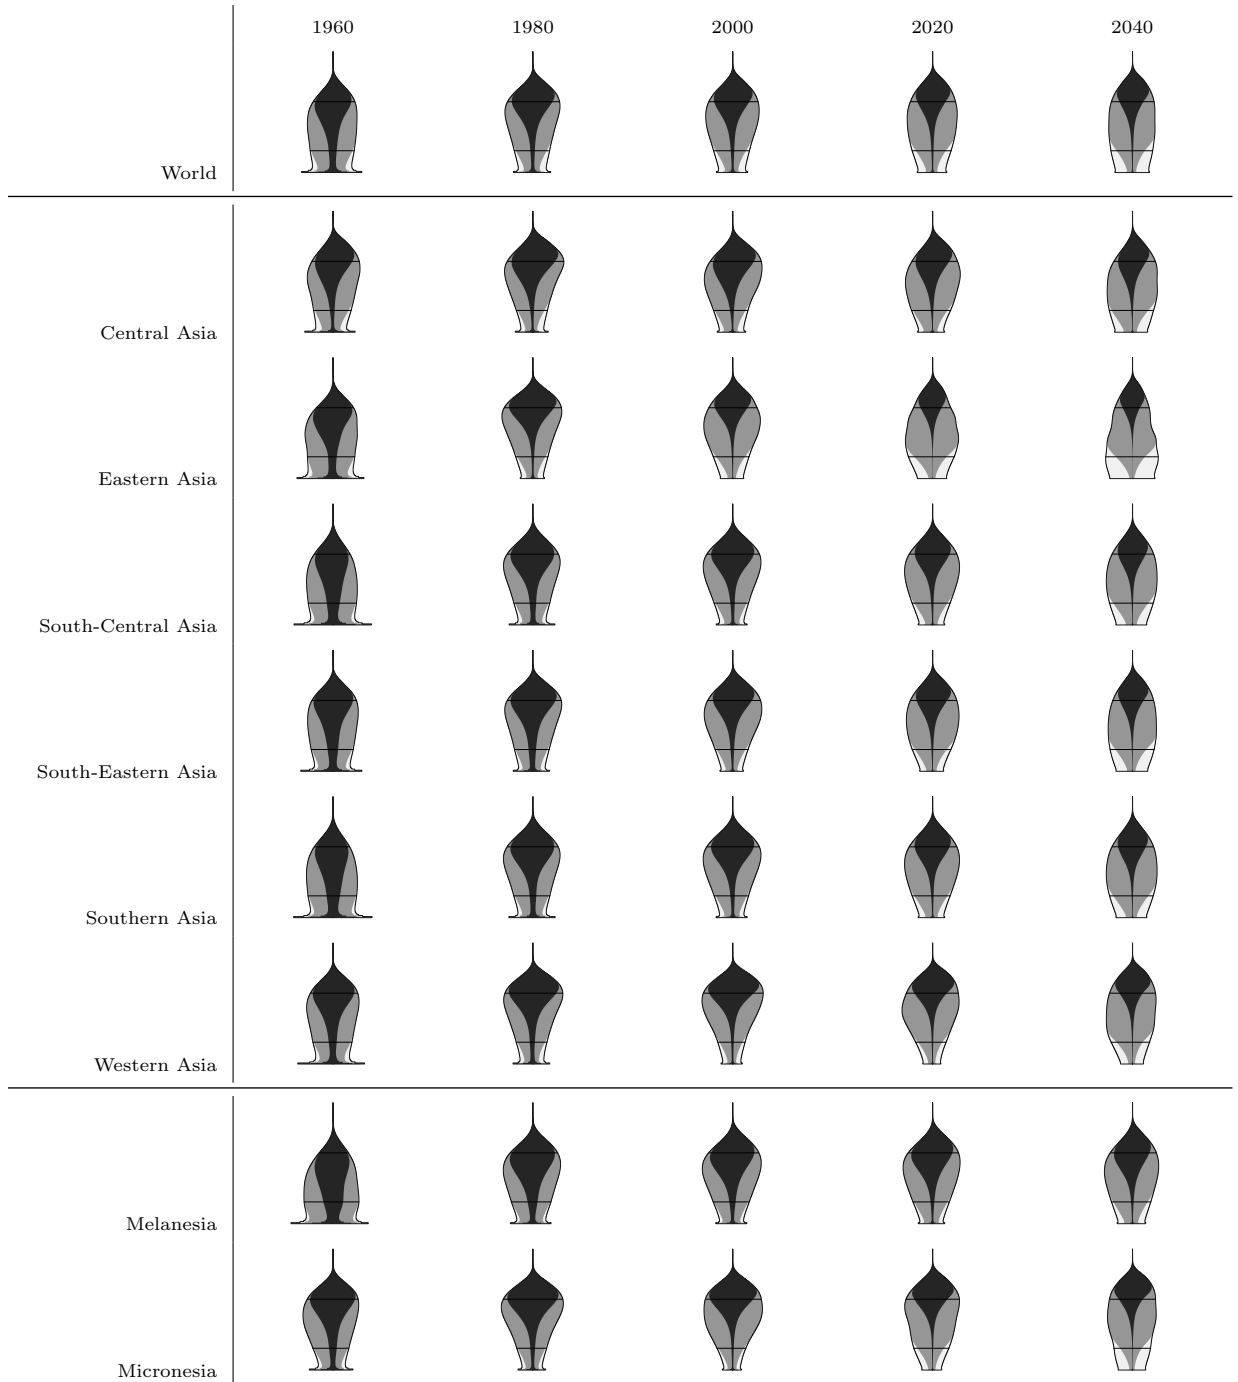 1960 1980 2000 2020 2040
World
Central Asia
Eastern Asia
South-Central Asia
South-Eastern Asia
Southern Asia
Western Asia
Melanesia
Micronesia